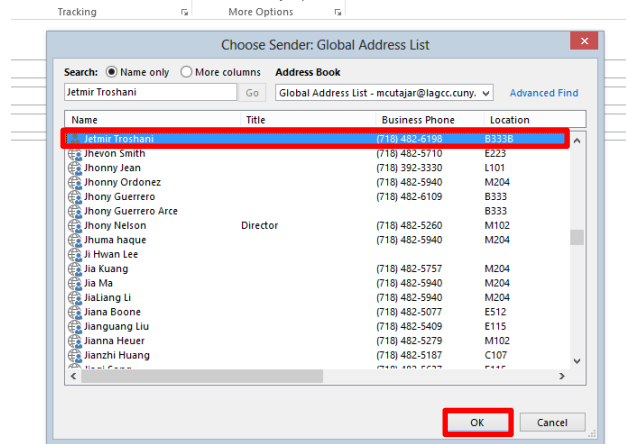 Tracking More Options
Choose Sender: Global Address List
Search: Name only More columns Address Book
Jetmir Troshani Go Global Address List - mcutajar@lagcc.cuny. Advanced Find
Name Title Business Phone Location
Jetmir Troshani (718) 482-6198 B333B
Jhevon Smith (718) 482-5710 E223
Jhonny Jean (718) 392-3330 L101
Jhonny Ordonez (718) 482-5940 M204
Jhony Guerrero (718) 482-6109 B333
Jhony Guerrero Arce B333
Jhony Nelson Director (718) 482-5260 M102
Jhuma haque (718) 482-5940 M204
Ji Hwan Lee
Jia Kuang (718) 482-5757 M204
Jia Ma (718) 482-5940 M204
JiaLiang Li (718) 482-5940 M204
Jiana Boone (718) 482-5077 E512
Jianguang Liu (718) 482-5409 E115
Jianna Heuer (718) 482-5279 M102
Jianzhi Huang (718) 482-5187 C107
OK Cancel